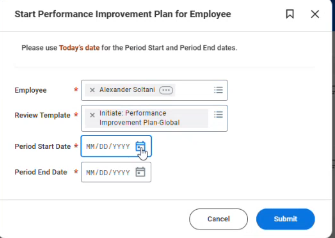 Start Performance Improvement Plan for Employee
Please use Today's date for the Period Start and Period End dates.
Employee * × Alexander Soltani
Review Template * × Initiate: Performance
Improvement Plan-Global
Period Start Date * MM/DD/YYYY
Period End Date * MM/DD/YYYY
Cancel Submit